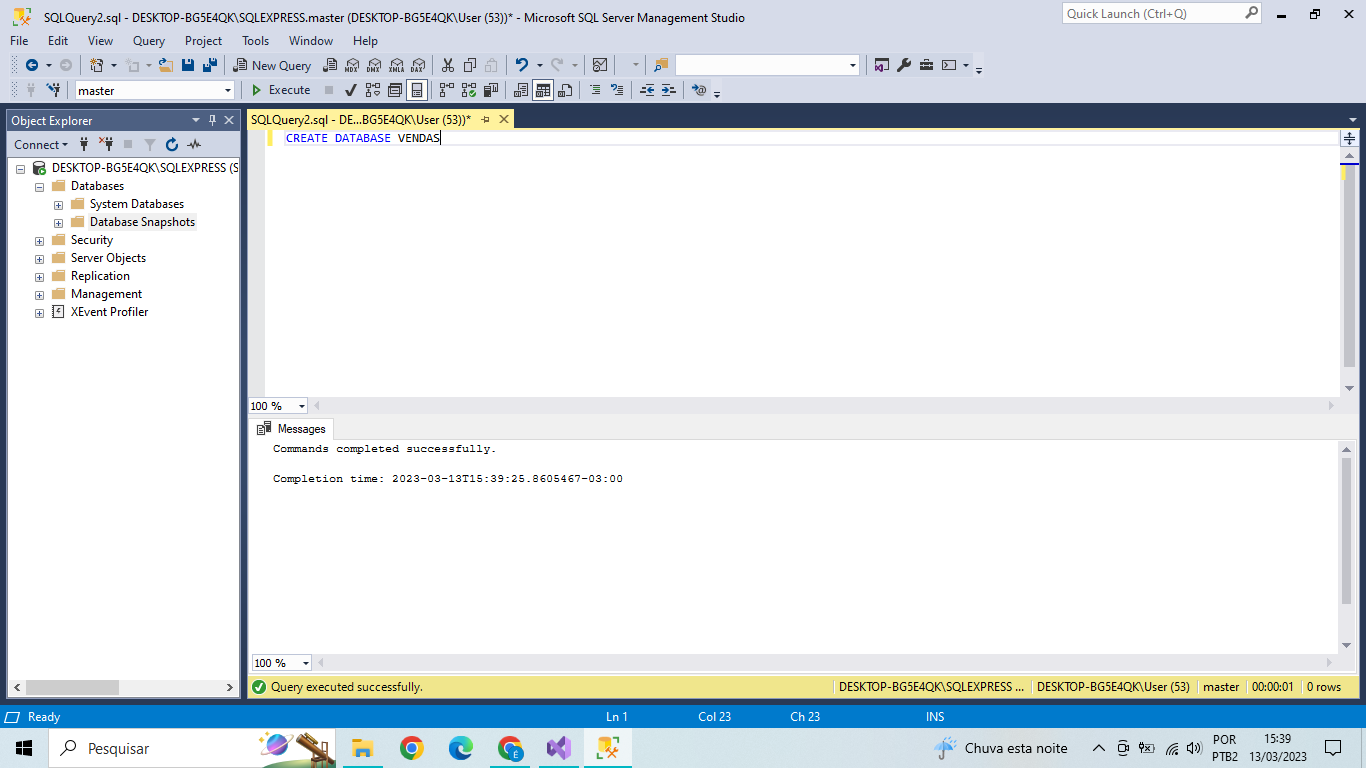 SQLQuery2.sql - DESKTOP-BG5E4QK\SQLEXPRESS.master (DESKTOP-BG5E4QK\User (53))* - Microsoft SQL Server Management Studio
Quick Launch (Ctrl+Q)
File Edit View Query Project Tools Window Help
New Query MDX DMX XMLA DAX
master Execute
Object Explorer
SQLQuery2.sql - DE...BG5E4QK\User (53))*
Connect
CREATE DATABASE VENDAS
DESKTOP-BG5E4QK\SQLEXPRESS (S
Databases
System Databases
Database Snapshots
Security
Server Objects
Replication
Management
XEvent Profiler
100 %
Messages
Commands completed successfully.
Completion time: 2023-03-13T15:39:25.8605467-03:00
100 %
Query executed successfully. DESKTOP-BG5E4QK\SQLEXPRESS ... DESKTOP-BG5E4QK\User (53) master 00:00:01 0 rows
Ready Ln 1 Col 23 Ch 23 INS
Pesquisar
Chuva esta noite
POR
PTB2
15:39
13/03/2023